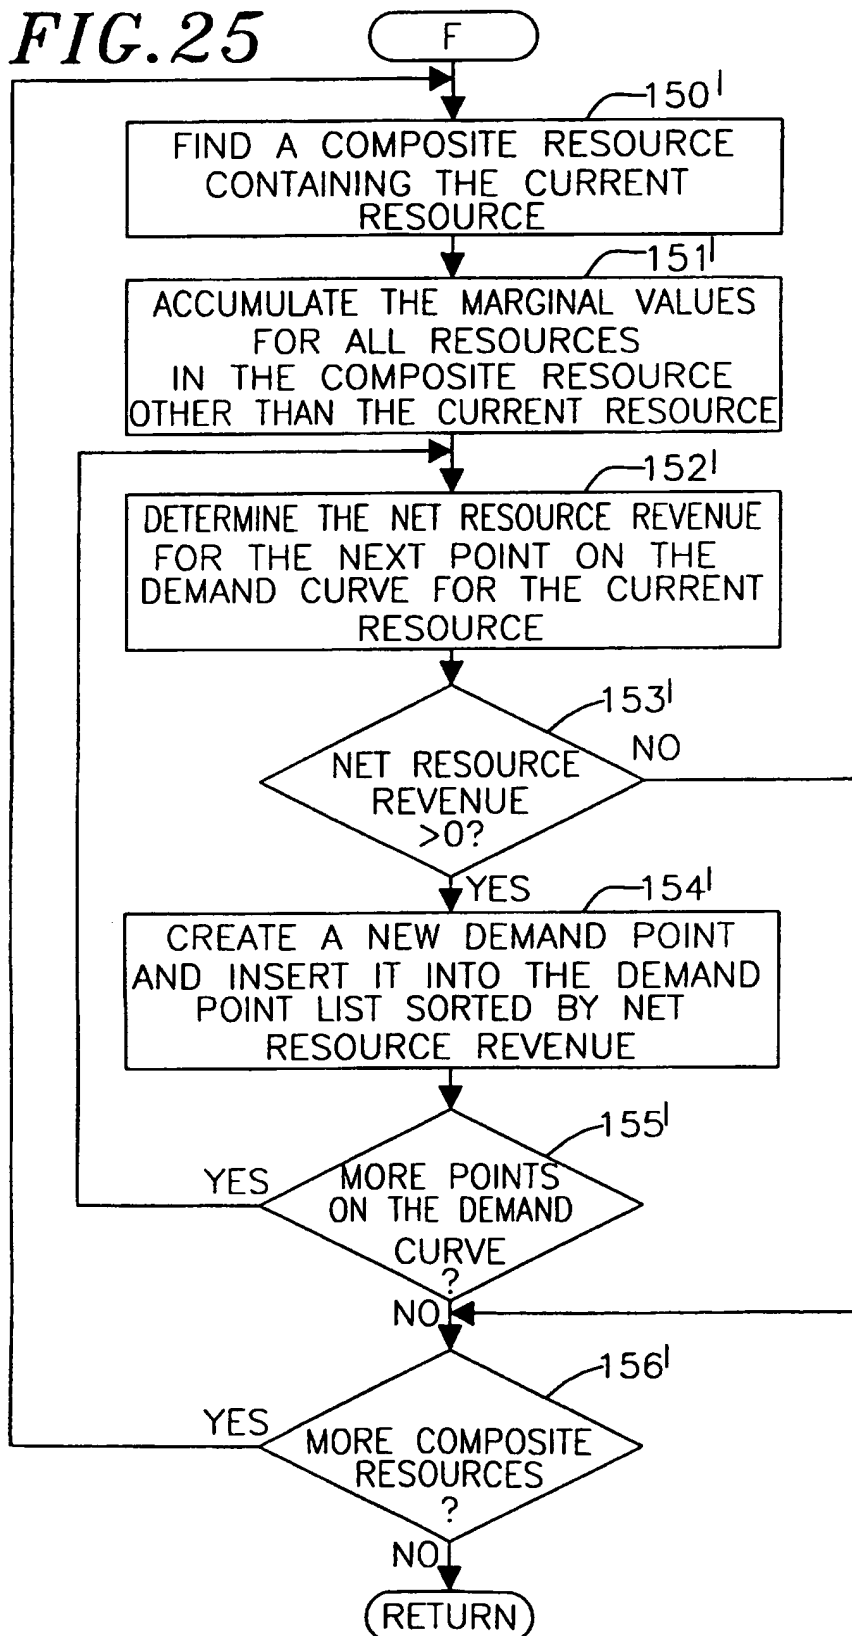 FIG.25
F
150'
FIND A COMPOSITE RESOURCE
CONTAINING THE CURRENT
RESOURCE
151'
ACCUMULATE THE MARGINAL VALUES
FOR ALL RESOURCES
IN THE COMPOSITE RESOURCE
OTHER THAN THE CURRENT RESOURCE
152'
DETERMINE THE NET RESOURCE REVENUE
FOR THE NEXT POINT ON THE
DEMAND CURVE FOR THE CURRENT
RESOURCE
153'
NO
NET RESOURCE
REVENUE
>0?
YES
154'
CREATE A NEW DEMAND POINT
AND INSERT IT INTO THE DEMAND
POINT LIST SORTED BY NET
RESOURCE REVENUE
155'
YES
MORE POINTS
ON THE DEMAND
CURVE
?
NO
156'
YES
MORE COMPOSITE
RESOURCES
?
NO
RETURN